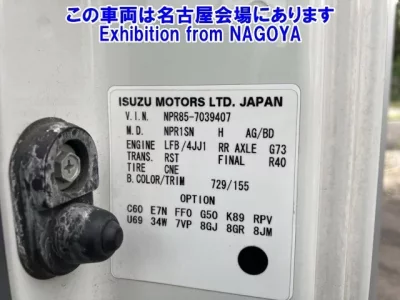 この車両は名古屋会場にあります
Exhibition from NAGOYA
ISUZU MOTORS LTD. JAPAN
V.I.N. NPR85-7039407
M.D. NPR1SN H AG/BD
ENGINE LFB/4JJ1 RR AXLE G73
TRANS. RST FINAL R40
TIRE CNE
B.COLOR/TRIM 729/155
OPTION
C60 E7N FF0 G50 K89 RPV
U69 34W 7VP 8GJ 8GR 8JM